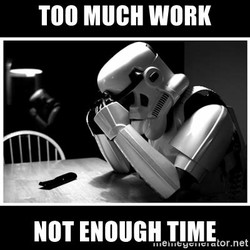 TOO MUCH WORK
NOT ENOUGH TIME
memegenerator.net